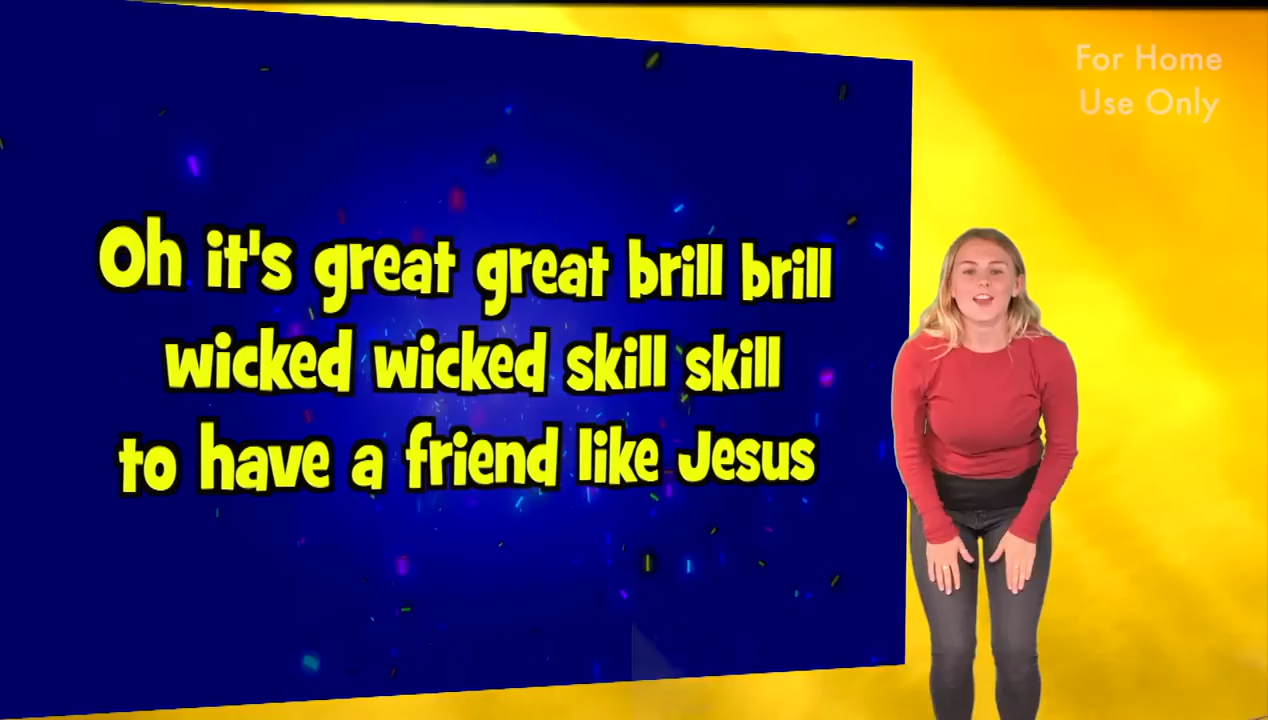 For Home
Use Only
Oh it's great great brill brill
wicked wicked skill skill
to have a friend like Jesus